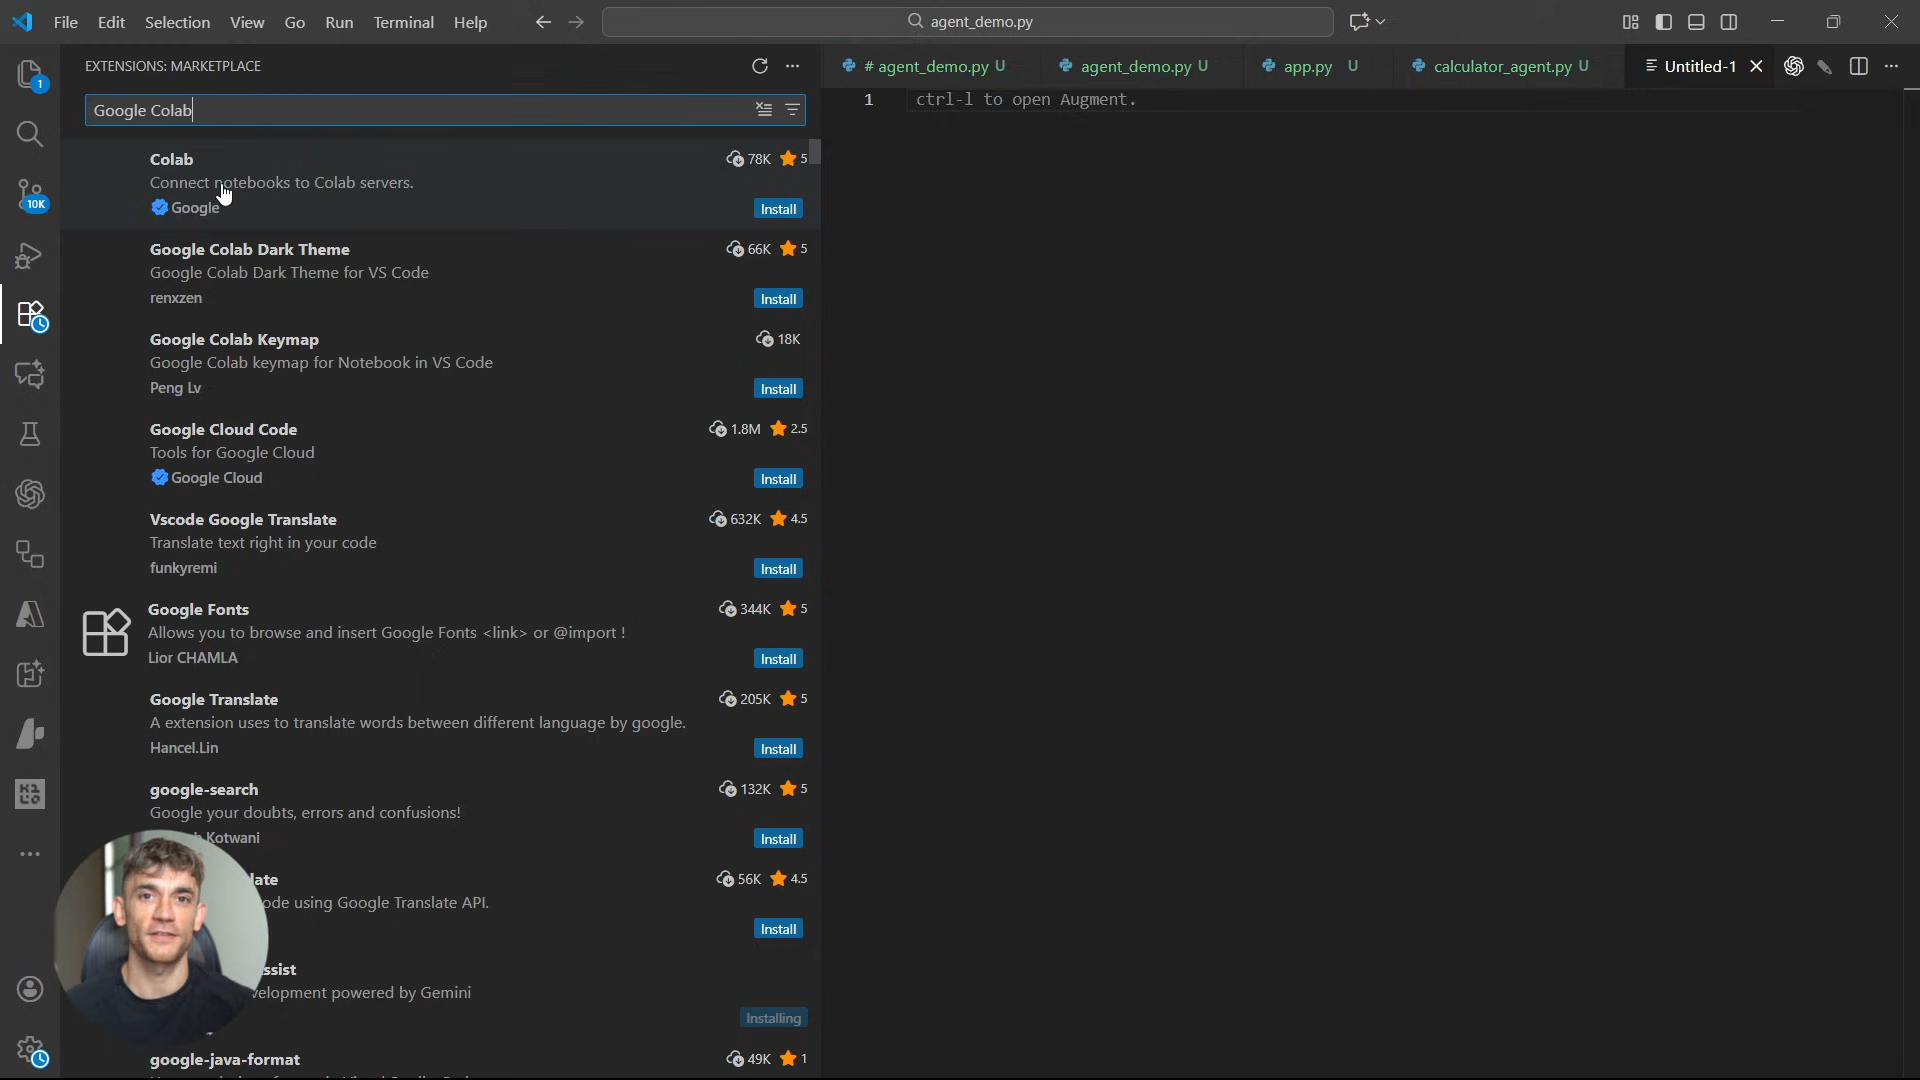 File Edit Selection View Go Run Terminal Help
agent_demo.py
EXTENSIONS: MARKETPLACE
# agent_demo.py U
agent_demo.py U
app.py U
calculator_agent.py U
Untitled-1
Google Colab
1
ctrl-l to open Augment.
1
10K
Colab
78K 5
Connect notebooks to Colab servers.
Google
Install
Google Colab Dark Theme
66K 5
Google Colab Dark Theme for VS Code
renxzen
Install
Google Colab Keymap
18K
Google Colab keymap for Notebook in VS Code
Peng Lv
Install
Google Cloud Code
1.8M 2.5
Tools for Google Cloud
Google Cloud
Install
Vscode Google Translate
632K 4.5
Translate text right in your code
funkyremi
Install
Google Fonts
344K 5
Allows you to browse and insert Google Fonts <link> or @import !
Lior CHAMLA
Install
Google Translate
205K 5
A extension uses to translate words between different language by google.
Hancel.Lin
Install
google-search
132K 5
Google your doubts, errors and confusions!
Kotwani
Install
56K 4.5
using Google Translate API.
Install
powered by Gemini
Installing
google-java-format
49K 1